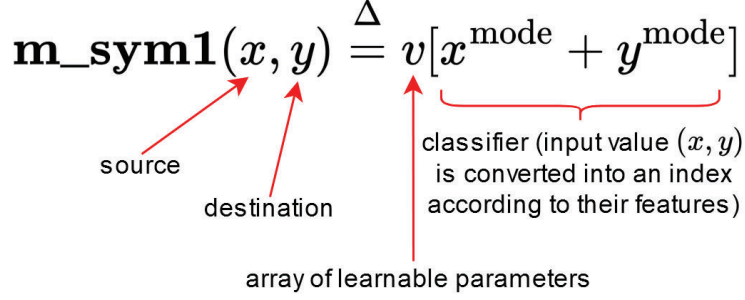 m_sym1(x, y) ≜ v[x^mode + y^mode]
source
destination
classifier (input value (x, y)
is converted into an index
according to their features)
array of learnable parameters